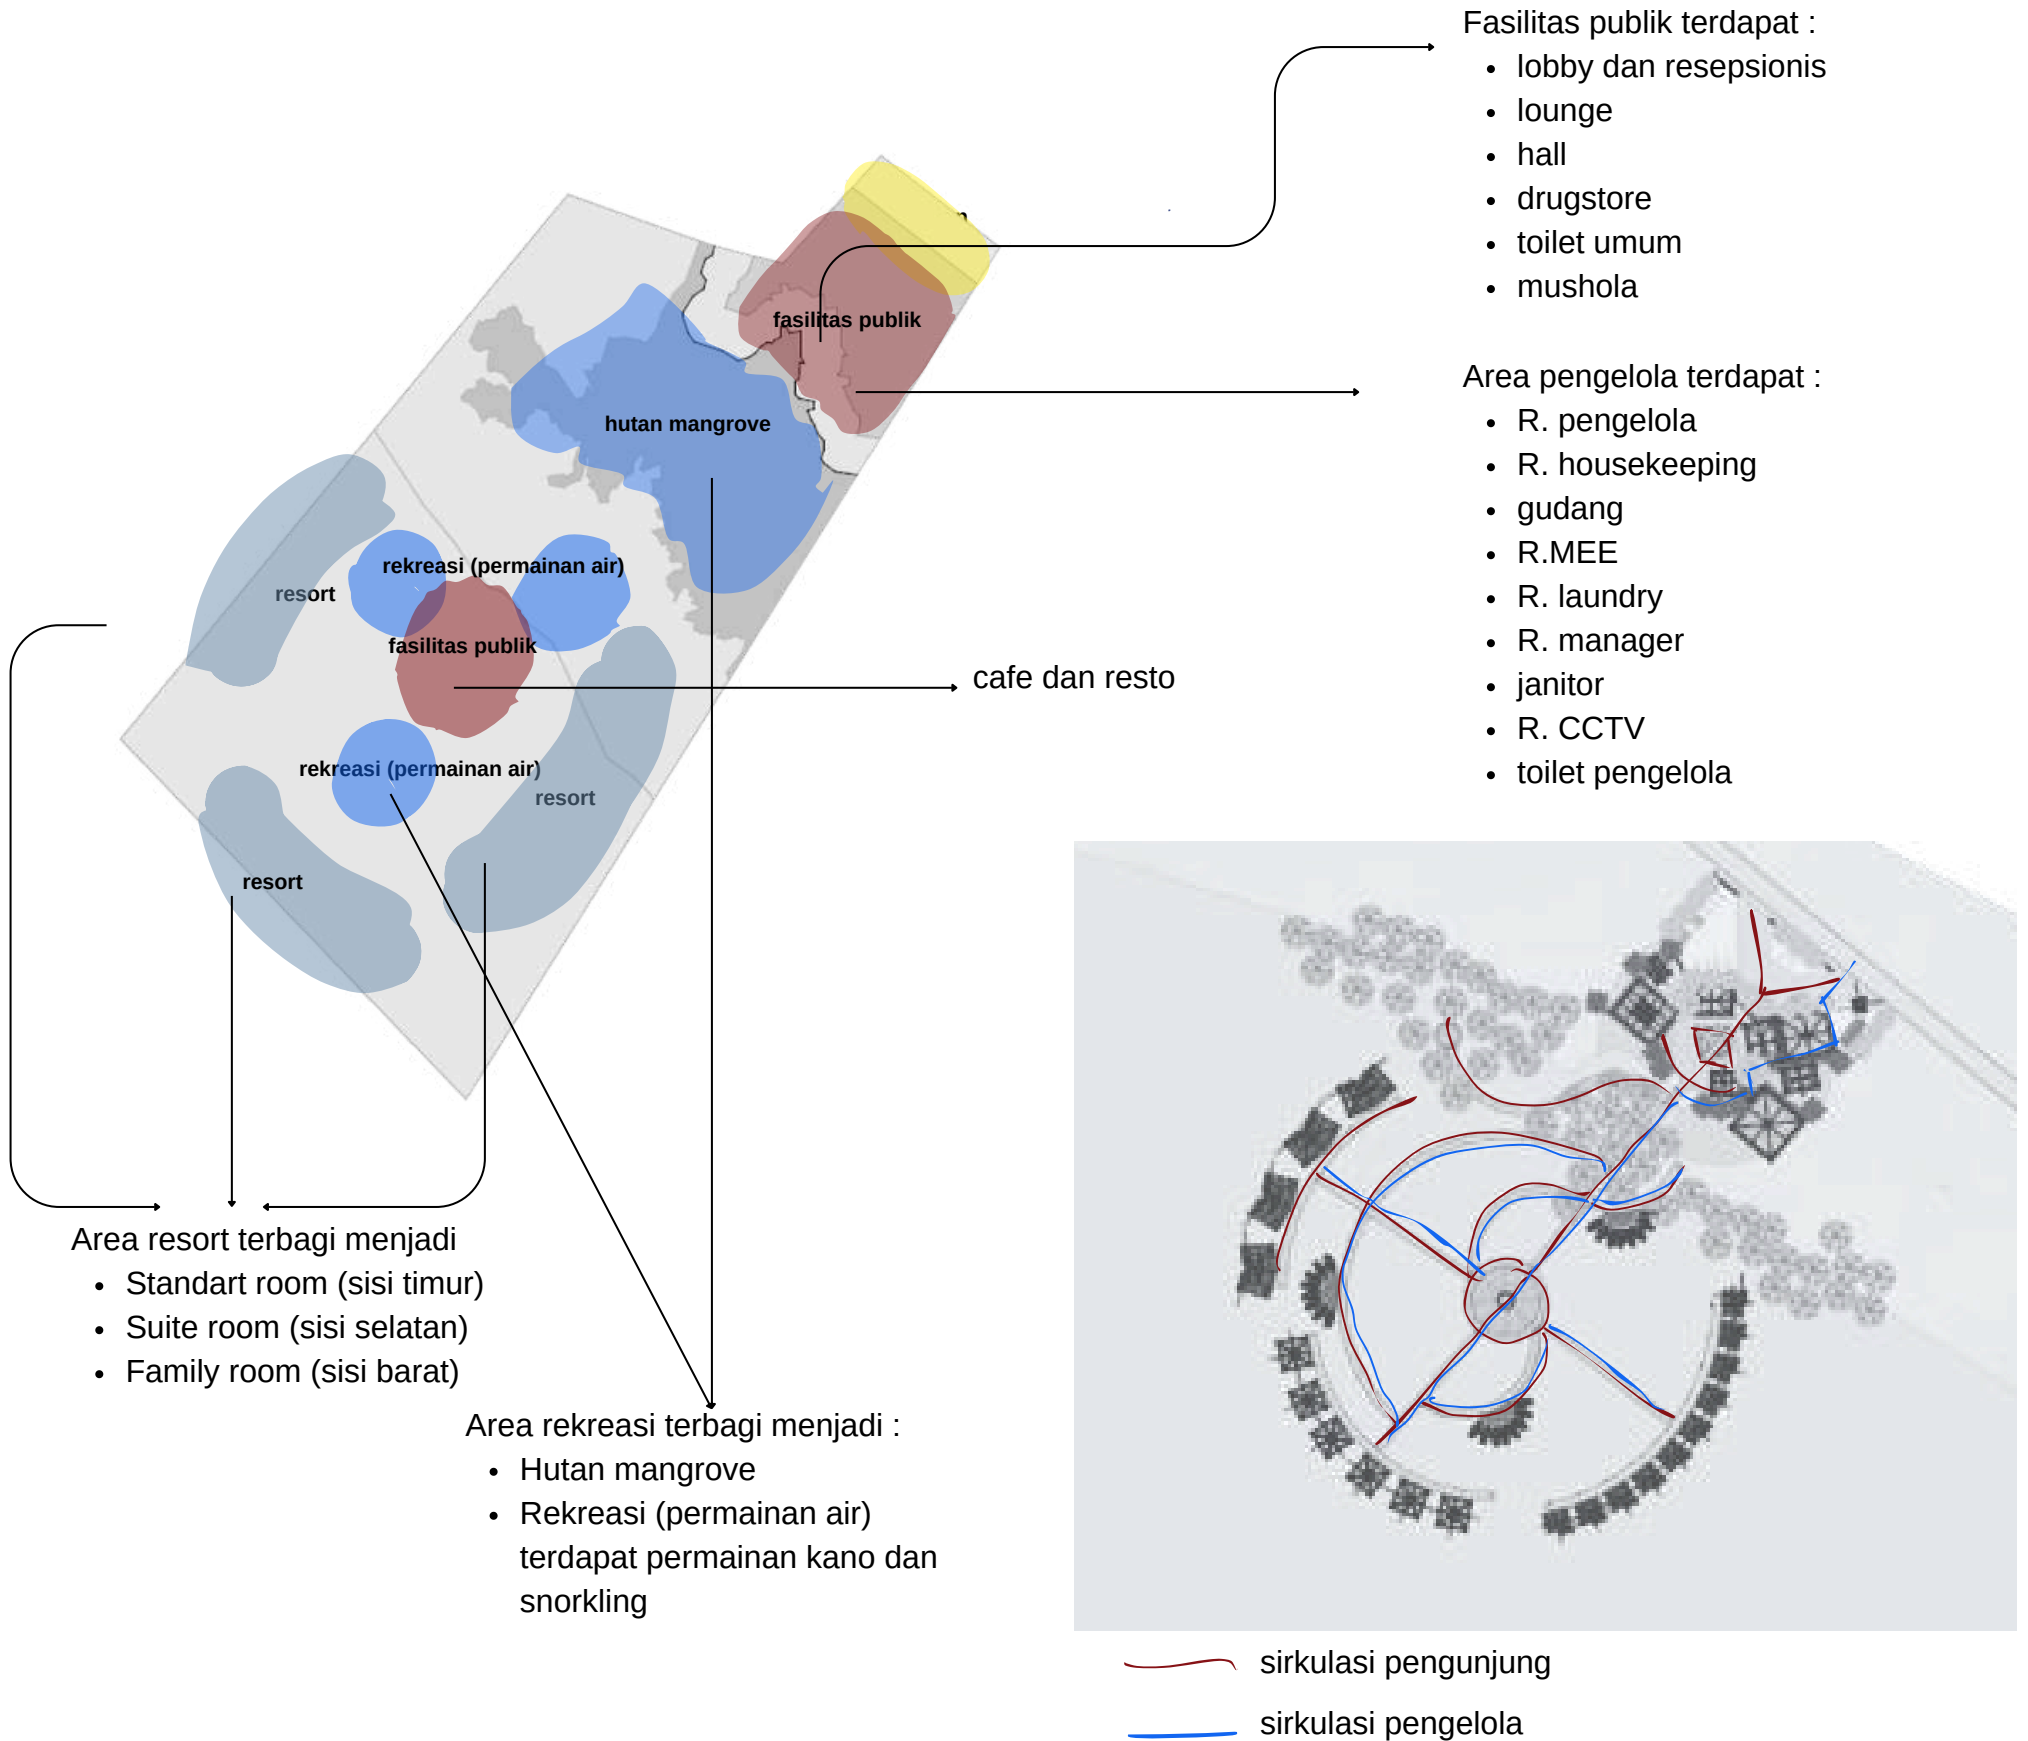 Fasilitas publik terdapat :
lobby dan resepsionis
lounge
hall
drugstore
toilet umum
mushola
fasilitas publik
Area pengelola terdapat :
R. pengelola
R. housekeeping
gudang
R.MEE
R. laundry
R. manager
janitor
R. CCTV
toilet pengelola
hutan mangrove
rekreasi (permainan air)
resort
fasilitas publik
cafe dan resto
rekreasi (permainan air)
resort
resort
Area resort terbagi menjadi
Standart room (sisi timur)
Suite room (sisi selatan)
Family room (sisi barat)
Area rekreasi terbagi menjadi :
Hutan mangrove
Rekreasi (permainan air)
terdapat permainan kano dan
snorkling
sirkulasi pengunjung
sirkulasi pengelola